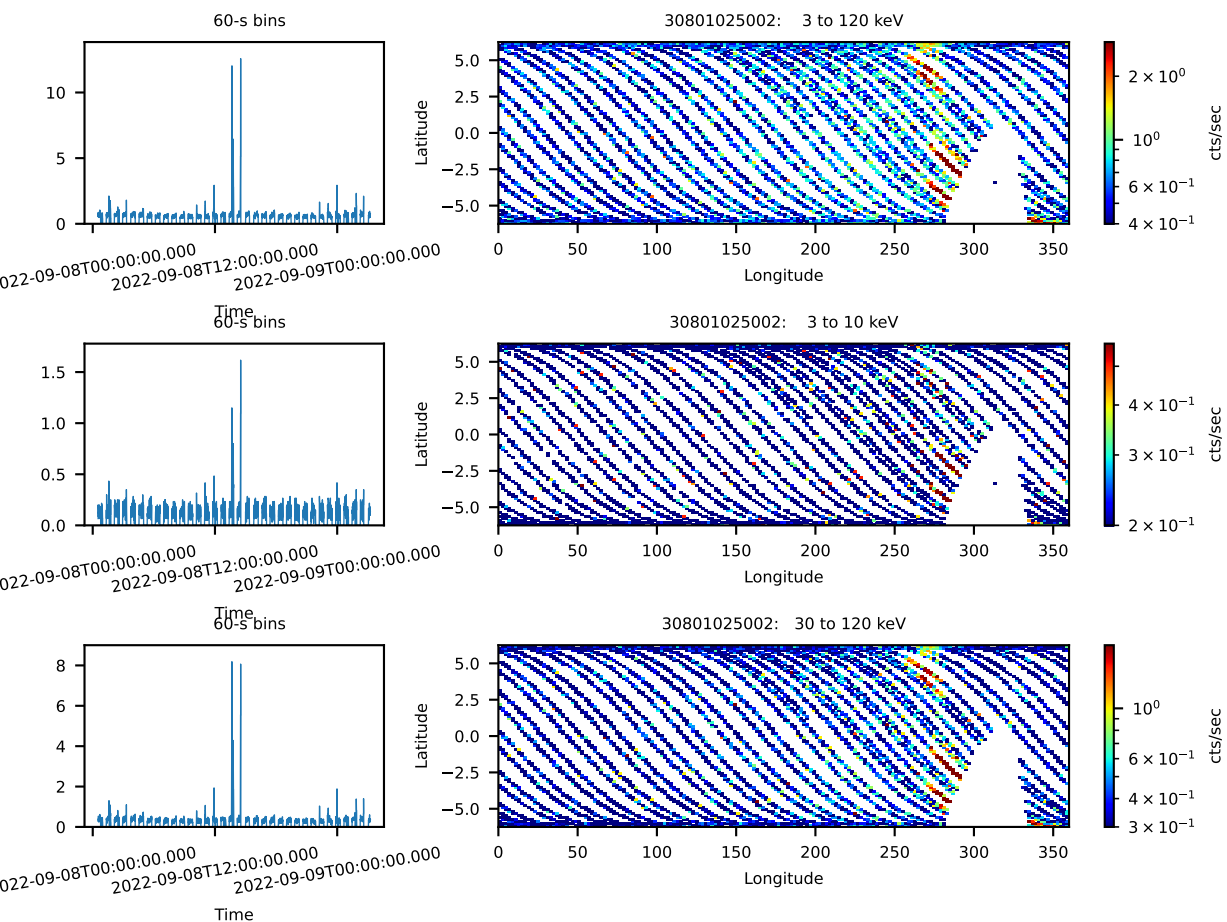 60-s bins
30801025002:    3 to 120 keV
10
5
0
022-09-08T00:00:00.000
2022-09-08T12:00:00.000
2022-09-09T00:00:00.000
Time
5.0
2.5
0.0
−2.5
−5.0
Latitude
0 50 100 150 200 250 300 350
Longitude
2 × 10⁰
10⁰
6 × 10⁻¹
4 × 10⁻¹
cts/sec
60-s bins
30801025002:    3 to 10 keV
1.5
1.0
0.5
0.0
022-09-08T00:00:00.000
2022-09-08T12:00:00.000
2022-09-09T00:00:00.000
Time
5.0
2.5
0.0
−2.5
−5.0
Latitude
0 50 100 150 200 250 300 350
Longitude
4 × 10⁻¹
3 × 10⁻¹
2 × 10⁻¹
cts/sec
60-s bins
30801025002:   30 to 120 keV
8
6
4
2
0
022-09-08T00:00:00.000
2022-09-08T12:00:00.000
2022-09-09T00:00:00.000
Time
5.0
2.5
0.0
−2.5
−5.0
Latitude
0 50 100 150 200 250 300 350
Longitude
10⁰
6 × 10⁻¹
4 × 10⁻¹
3 × 10⁻¹
cts/sec